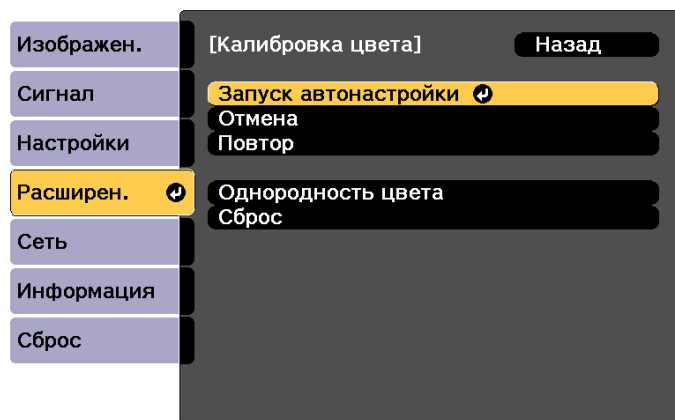 Изображен.
Сигнал
Настройки
Расширен.
Сеть
Информация
Сброс
[Калибровка цвета]
Назад
Запуск автонастройки
Отмена
Повтор
Однородность цвета
Сброс